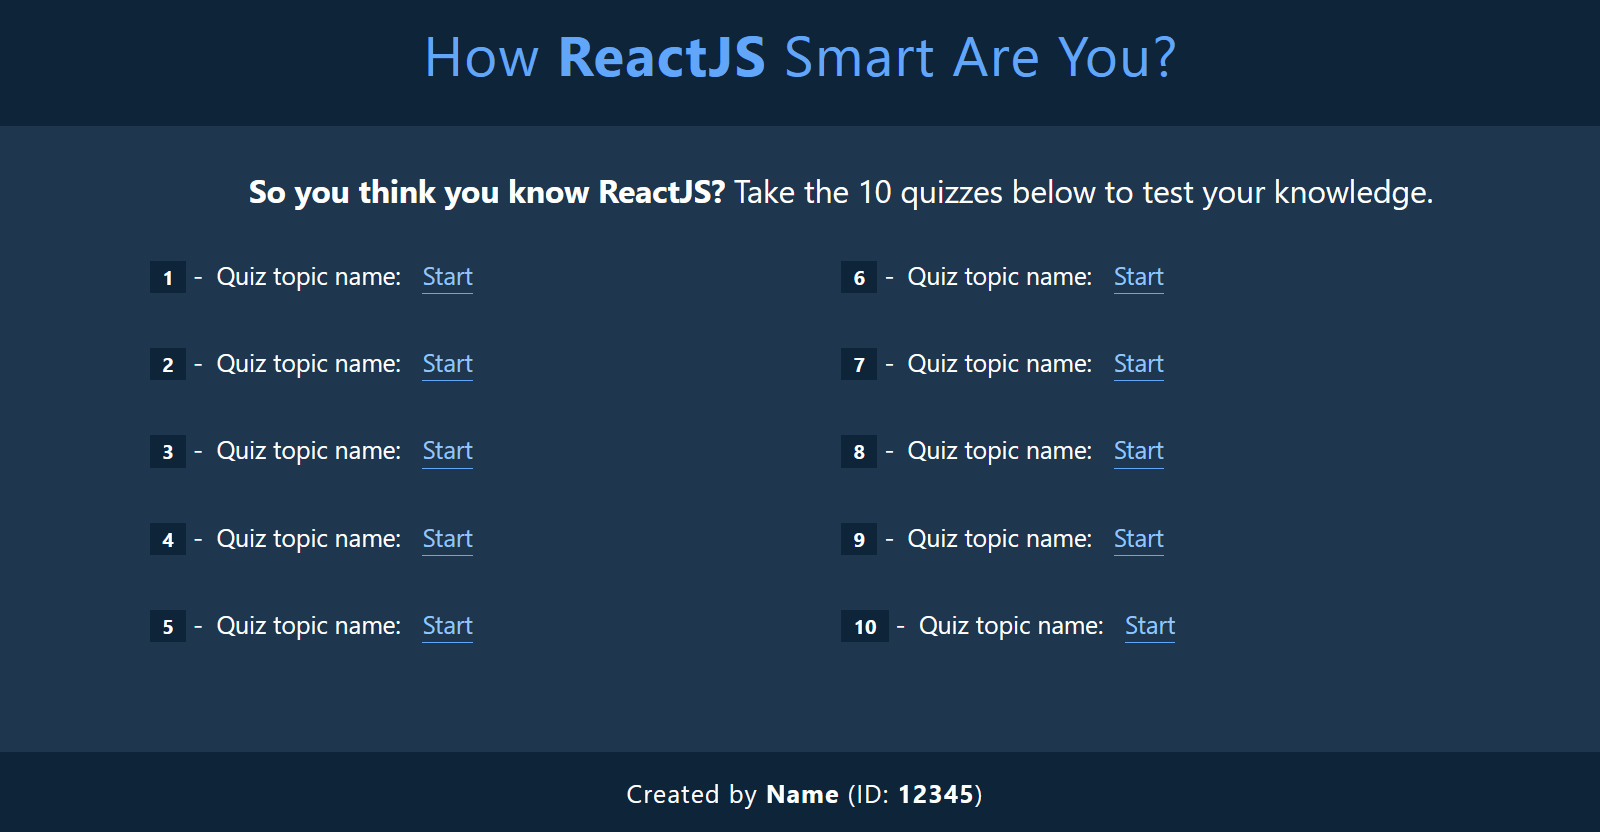 How ReactJS Smart Are You?
So you think you know ReactJS? Take the 10 quizzes below to test your knowledge.
1 - Quiz topic name: Start
2 - Quiz topic name: Start
3 - Quiz topic name: Start
4 - Quiz topic name: Start
5 - Quiz topic name: Start
6 - Quiz topic name: Start
7 - Quiz topic name: Start
8 - Quiz topic name: Start
9 - Quiz topic name: Start
10 - Quiz topic name: Start
Created by Name (ID: 12345)